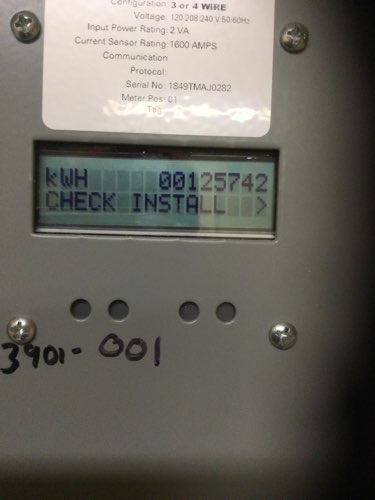 Configuration: 3 or 4 WIRE
Voltage 120,208,240 V:50/60Hz
Input Power Rating: 2 VA
Current Sensor Rating: 1600 AMPS
Communication
Protocol:
Serial No: 1849TMAJ0282
Meter Pos: 01
Tag
kWH 00125742
CHECK INSTALL >
3901-001